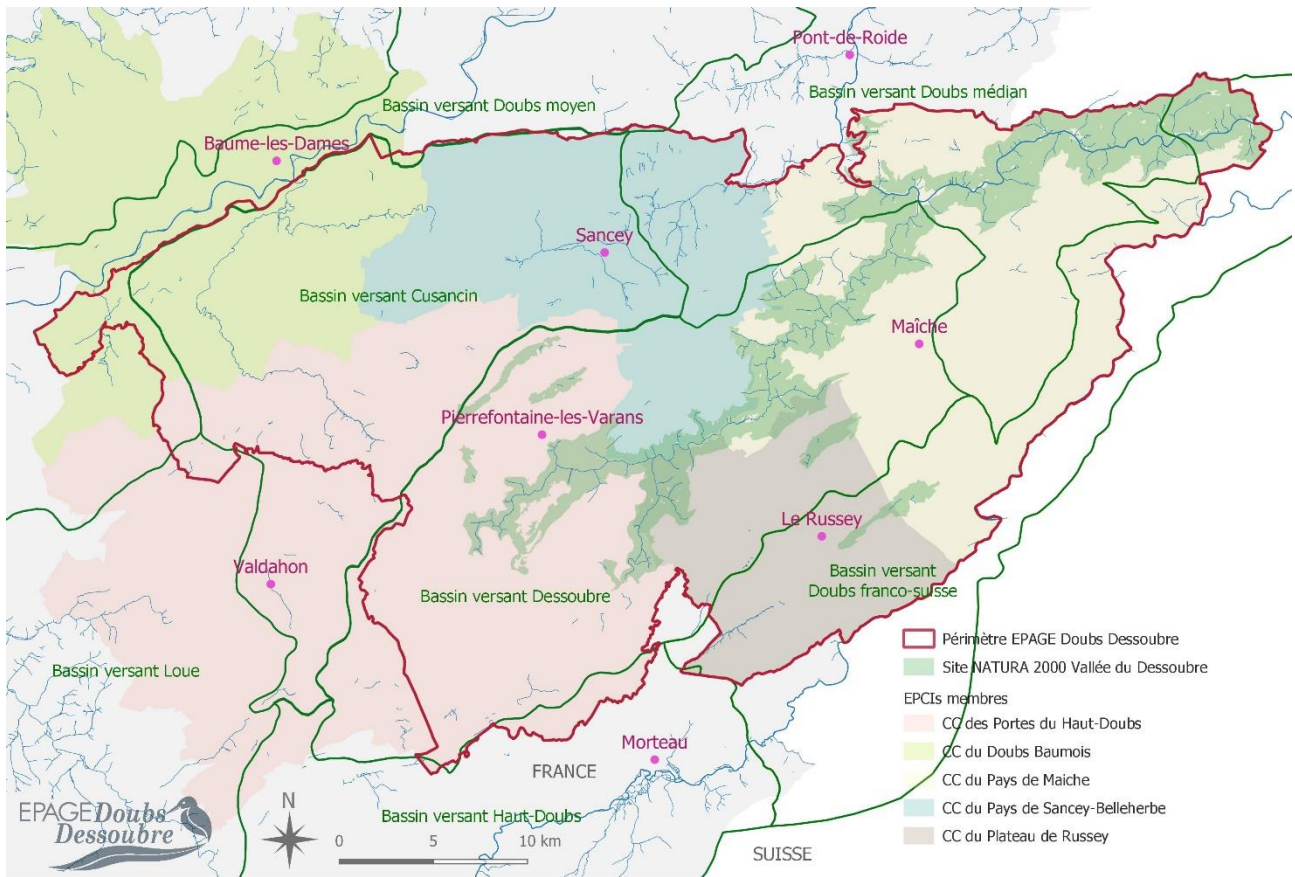 Pont-de-Roide
Bassin versant Doubs médian
Bassin versant Doubs moyen
Baume-les-Dames
Sancey
Bassin versant Cusancin
Maîche
Pierrefontaine-les-Varans
Le Russey
Valdahon
Bassin versant
Doubs franco-suisse
Bassin versant Dessoubre
Bassin versant Loue
Morteau
FRANCE
Bassin versant Haut-Doubs
SUISSE
Périmètre EPAGE Doubs Dessoubre
Site NATURA 2000 Vallée du Dessoubre
EPCIs membres
CC des Portes du Haut-Doubs
CC du Doubs Baumois
CC du Pays de Maiche
CC du Pays de Sancey-Belleherbe
CC du Plateau de Russey
EPAGE Doubs
Dessoubre
N
0 5 10 km